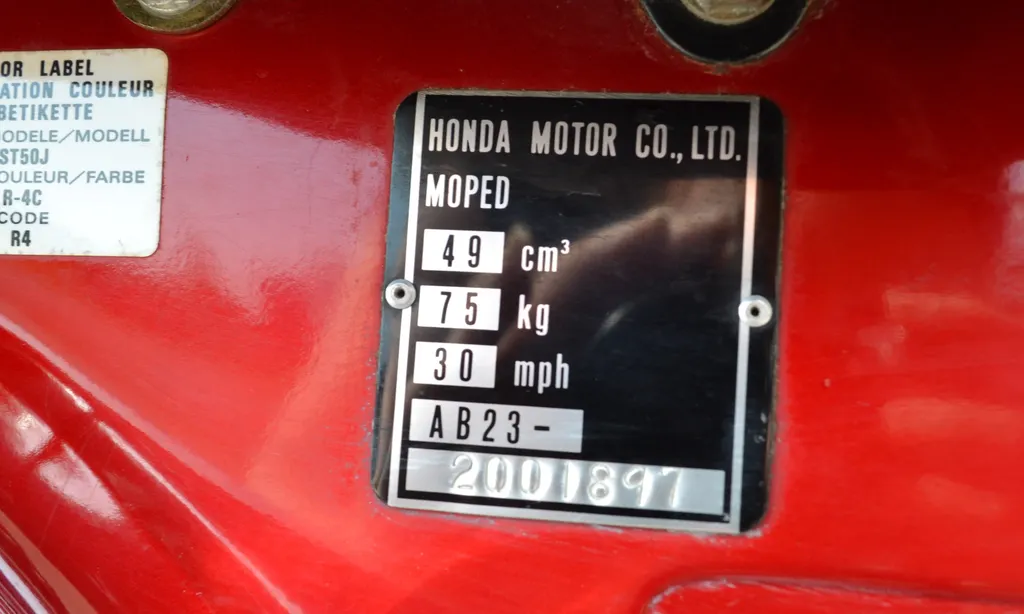 OR LABEL
ATION COULEUR
BETIKETTE
ODELE/MODELL
ST50J
OULEUR/FARBE
R-4C
CODE
R4
HONDA MOTOR CO., LTD.
MOPED
49 cm³
75 kg
30 mph
AB23-
2001897